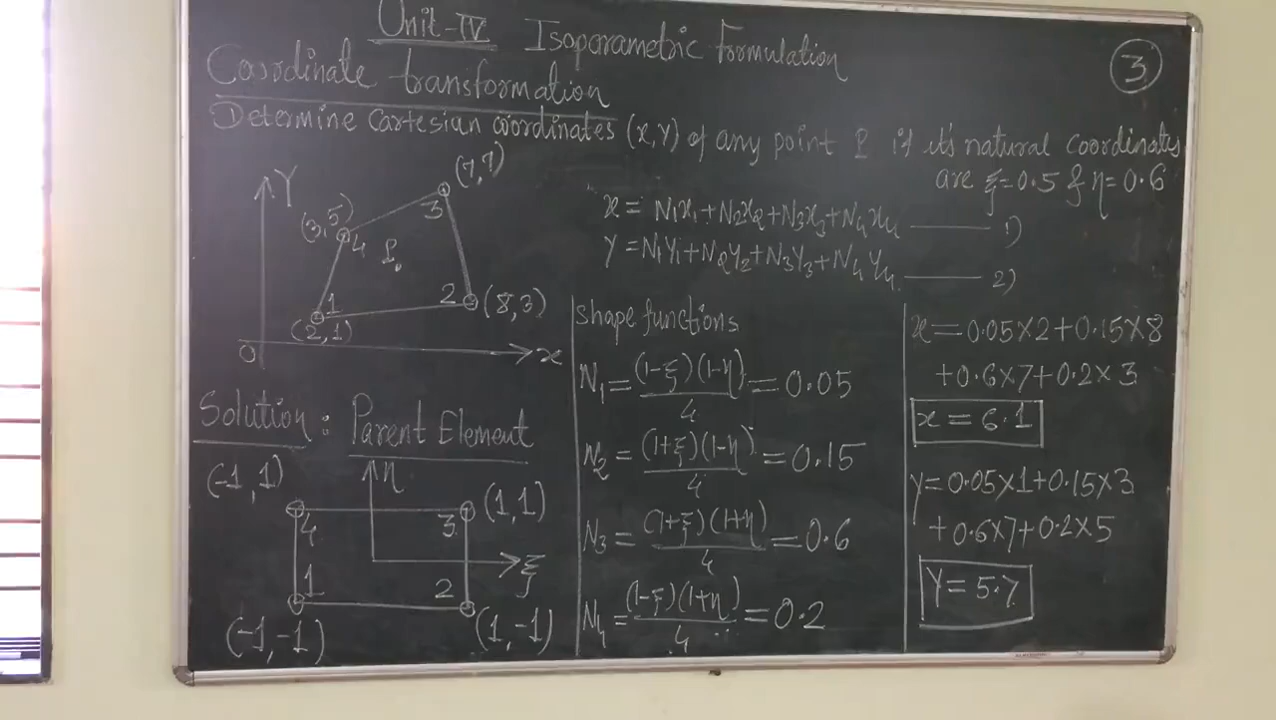 Unit-IV Isoparametric Formulation
3
Coordinate transformation
1) Determine Cartesian coordinates (x,y) of any point P if it's natural coordinates
are ξ=0.5 & η=0.6
Y
(7,7)
3
(3,5)
4
P
2
(8,3)
1
(2,1)
0
x
x = N1x1+N2x2+N3x3+N4x4 —— 1)
Y = N1Y1+N2Y2+N3Y3+N4Y4 —— 2)
Solution : Parent Element
(-1,1)
η
4
3
(1,1)
ξ
1
2
(-1,-1)
(1,-1)
shape functions
N1 = (1-ξ)(1-η)/4 = 0.05
N2 = (1+ξ)(1-η)/4 = 0.15
N3 = (1+ξ)(1+η)/4 = 0.6
N4 = (1-ξ)(1+η)/4 = 0.2
x = 0.05×2+0.15×8
+0.6×7+0.2×3
x = 6.1
Y = 0.05×1+0.15×3
+0.6×7+0.2×5
Y = 5.7